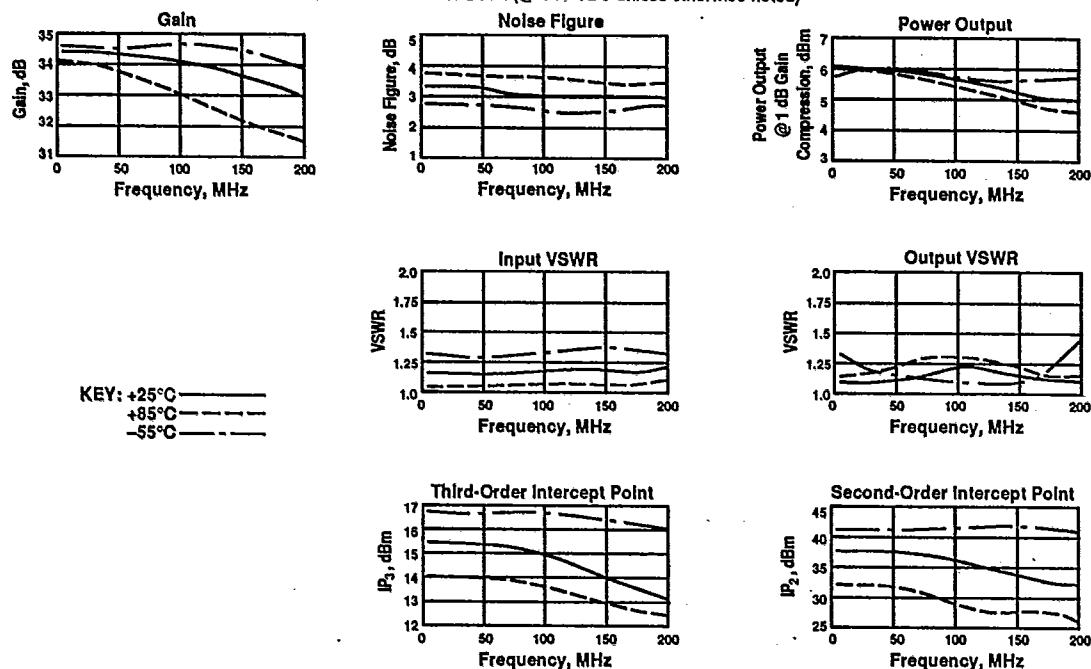 Gain
Gain, dB
35
34
33
32
31
0 50 100 150 200
Frequency, MHz
Noise Figure
Noise Figure, dB
5
4
3
2
1
0 50 100 150 200
Frequency, MHz
Power Output
Power Output
@ 1 dB Gain
Compression, dBm
7
6
5
4
3
0 50 100 150 200
Frequency, MHz
Input VSWR
VSWR
2.0
1.75
1.5
1.25
1.0
0 50 100 150 200
Frequency, MHz
Output VSWR
VSWR
2.0
1.75
1.5
1.25
1.0
0 50 100 150 200
Frequency, MHz
KEY: +25°C
+85°C
–55°C
Third-Order Intercept Point
IP3, dBm
17
16
15
14
13
12
0 50 100 150 200
Frequency, MHz
Second-Order Intercept Point
IP2, dBm
45
40
35
30
25
0 50 100 150 200
Frequency, MHz